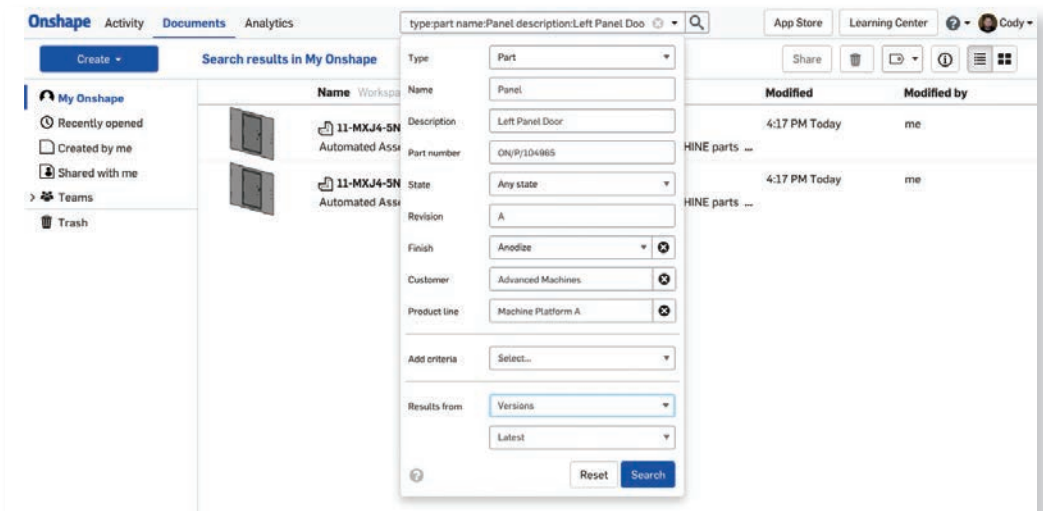 Onshape Activity Documents Analytics type:part name:Panel description:Left Panel Doo App Store Learning Center Cody
Create Search results in My Onshape Share
My Onshape
Recently opened
Created by me
Shared with me
Teams
Trash
Name Workspa Modified Modified by
11-MXJ4-5N 4:17 PM Today me
Automated Asse HINE parts ...
11-MXJ4-5N 4:17 PM Today me
Automated Asse HINE parts ...
Type Part
Name Panel
Description Left Panel Door
Part number ON/P/104985
State Any state
Revision A
Finish Anodize
Customer Advanced Machines
Product line Machine Platform A
Add criteria Select...
Results from Versions
Latest
Reset Search